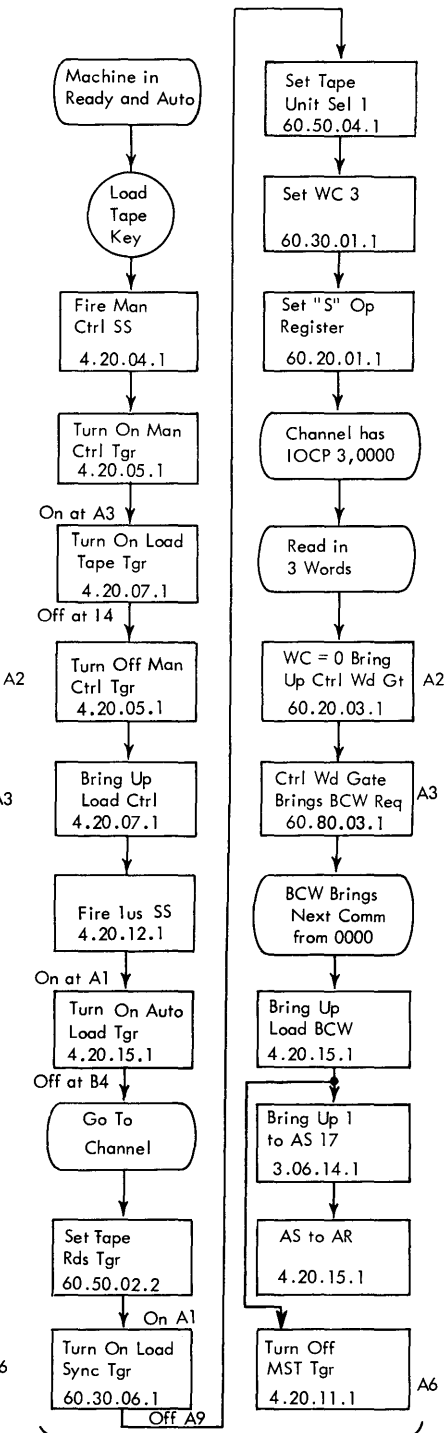 Machine in
Ready and Auto
Load
Tape
Key
Fire Man
Ctrl SS
4.20.04.1
Turn On Man
Ctrl Tgr
4.20.05.1
On at A3
Turn On Load
Tape Tgr
4.20.07.1
Off at 14
A2
Turn Off Man
Ctrl Tgr
4.20.05.1
A3
Bring Up
Load Ctrl
4.20.07.1
Fire 1us SS
4.20.12.1
On at A1
Turn On Auto
Load Tgr
4.20.15.1
Off at B4
Go To
Channel
Set Tape
Rds Tgr
60.50.02.2
On A1
6
Turn On Load
Sync Tgr
60.30.06.1
Off A9
Set Tape
Unit Sel 1
60.50.04.1
Set WC 3
60.30.01.1
Set "S" Op
Register
60.20.01.1
Channel has
IOCP 3,0000
Read in
3 Words
WC = 0 Bring
Up Ctrl Wd Gt
60.20.03.1
A2
Ctrl Wd Gate
Brings BCW Req
60.80.03.1
A3
BCW Brings
Next Comm
from 0000
Bring Up
Load BCW
4.20.15.1
Bring Up 1
to AS 17
3.06.14.1
AS to AR
4.20.15.1
Turn Off
MST Tgr
4.20.11.1
A6